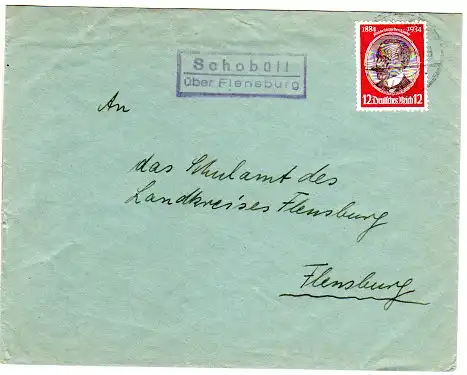 1884 1934
12 Deutsches Reich 12
Schobüll
über Flensburg
An
das Schulamt des
Landkreises Flensburg
Flensburg